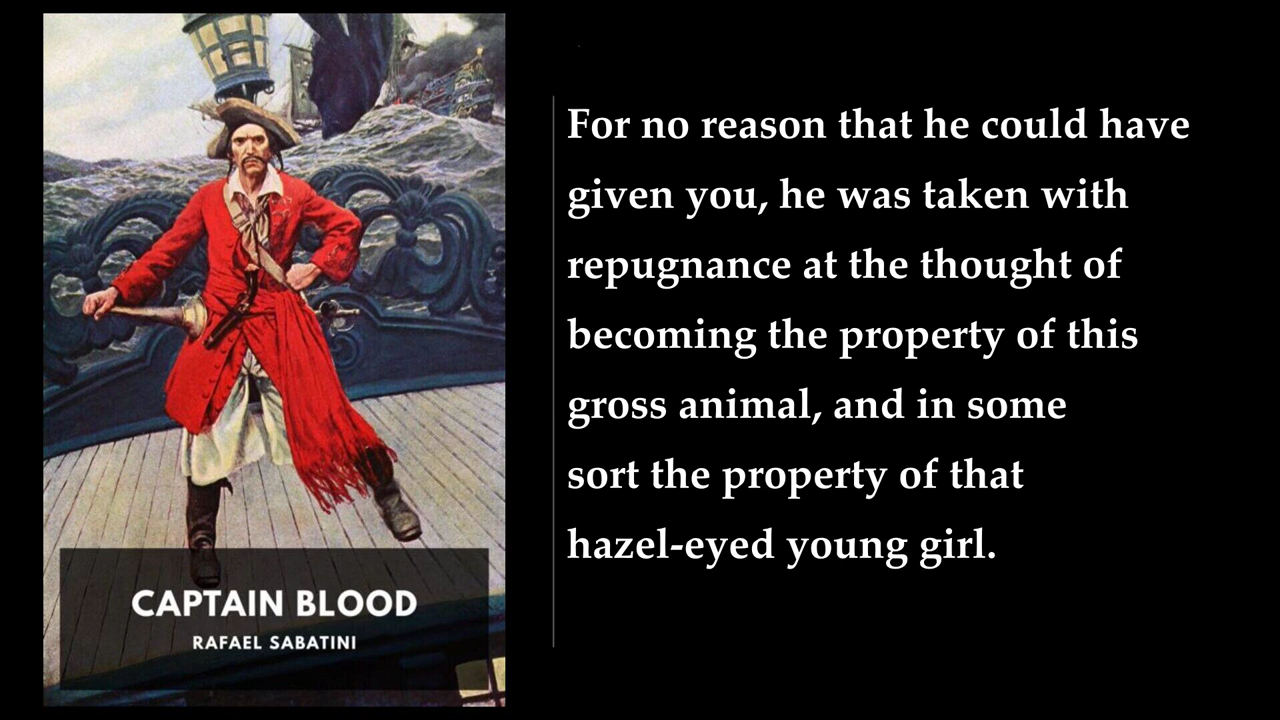 CAPTAIN BLOOD
RAFAEL SABATINI
For no reason that he could have
given you, he was taken with
repugnance at the thought of
becoming the property of this
gross animal, and in some
sort the property of that
hazel-eyed young girl.